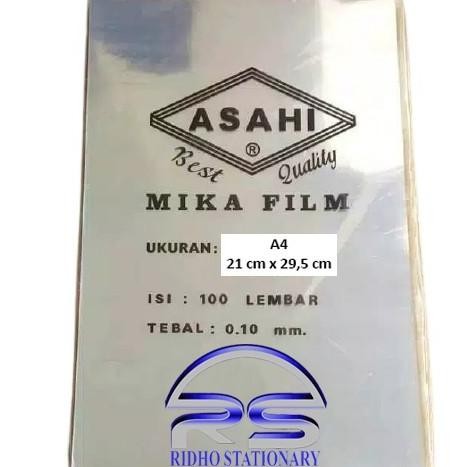 ASAHI
®
Best Quality
MIKA FILM
UKURAN: A4
21 cm x 29,5 cm
ISI : 100 LEMBAR
TEBAL : 0.10 mm.
RS
RIDHO STATIONARY